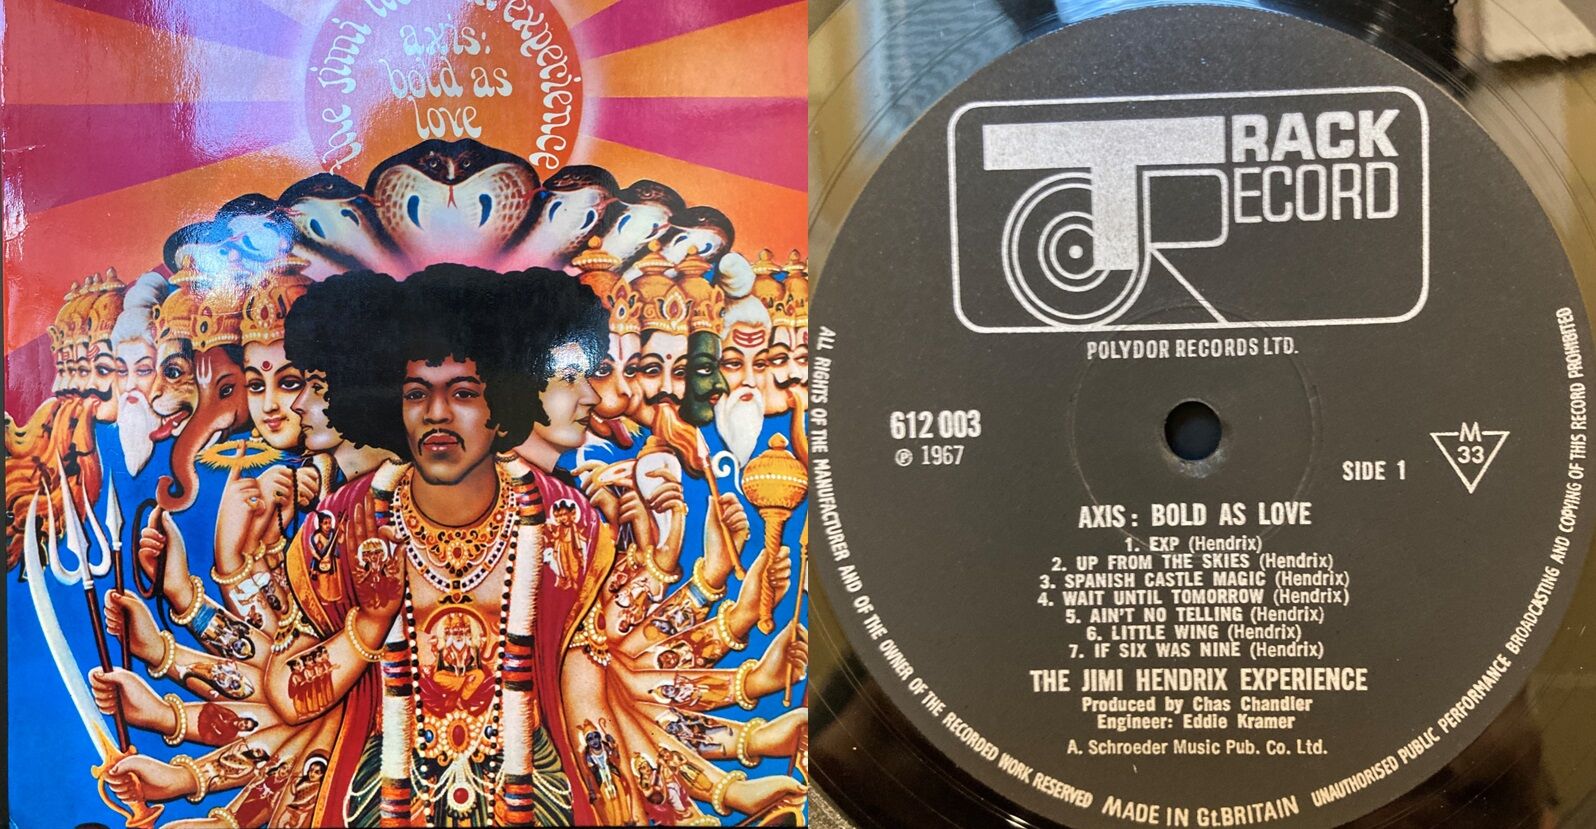 the jimi experience
axis:
bold as
love
TRACK
RECORD
POLYDOR RECORDS LTD.
612 003
℗ 1967
SIDE 1
M
33
AXIS: BOLD AS LOVE
1. EXP (Hendrix)
2. UP FROM THE SKIES (Hendrix)
3. SPANISH CASTLE MAGIC (Hendrix)
4. WAIT UNTIL TOMORROW (Hendrix)
5. AIN'T NO TELLING (Hendrix)
6. LITTLE WING (Hendrix)
7. IF SIX WAS NINE (Hendrix)
THE JIMI HENDRIX EXPERIENCE
Produced by Chas Chandler
Engineer: Eddie Kramer
A. Schroeder Music Pub. Co. Ltd.
ALL RIGHTS OF THE MANUFACTURER AND OF THE OWNER OF THE RECORDED WORK RESERVED MADE IN Gt.BRITAIN UNAUTHORISED PUBLIC PERFORMANCE BROADCASTING AND COPYING OF THIS RECORD PROHIBITED